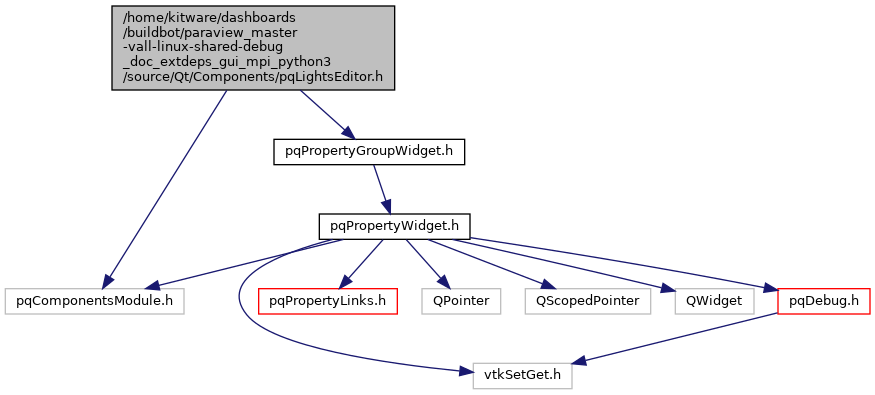 /home/kitware/dashboards
/buildbot/paraview_master
-vall-linux-shared-debug
_doc_extdeps_gui_mpi_python3
/source/Qt/Components/pqLightsEditor.h
pqPropertyGroupWidget.h
pqPropertyWidget.h
pqComponentsModule.h
pqPropertyLinks.h
QPointer
QScopedPointer
QWidget
pqDebug.h
vtkSetGet.h